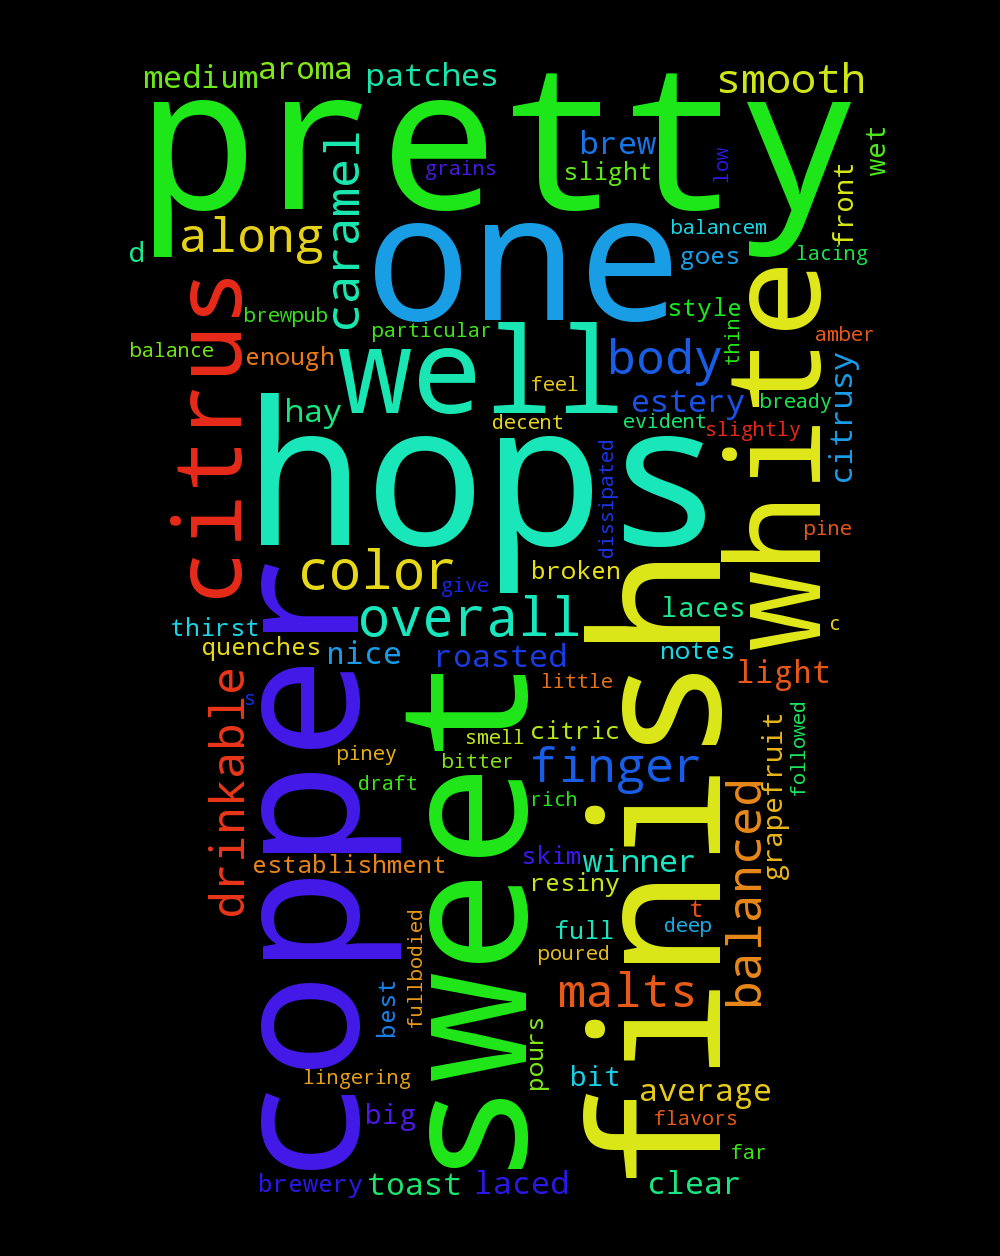 medium
aroma
patches
smooth
pretty
brew
grains
slight
low
wet
front
caramel
along
d
one
balancem
goes
lacing
citrus
brewpub
style
particular
thin
amber
balance
enough
well
body
white
feel
hay
estery
bready
citrusy
decent
evident
slightly
hops
dissipated
pine
color
give
broken
copper
overall
laces
c
thirst
quenches
nice
roasted
notes
light
finish
drinkable
s
sweet
little
followed
grapefruit
smell
citric
piney
bitter
finger
draft
rich
balanced
establishment
skim
winner
resiny
t
full
deep
fullbodied
poured
best
malts
pours
lingering
bit
average
big
flavors
far
brewery
toast
laced
clear